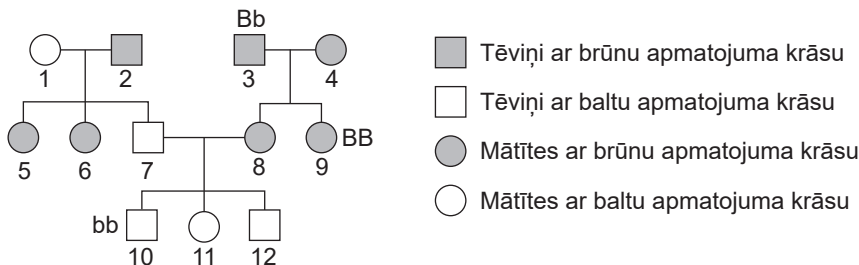 Bb
1
2
3
4
5
6
7
8
9
BB
bb
10
11
12
Tēviņi ar brūnu apmatojuma krāsu
Tēviņi ar baltu apmatojuma krāsu
Mātītes ar brūnu apmatojuma krāsu
Mātītes ar baltu apmatojuma krāsu